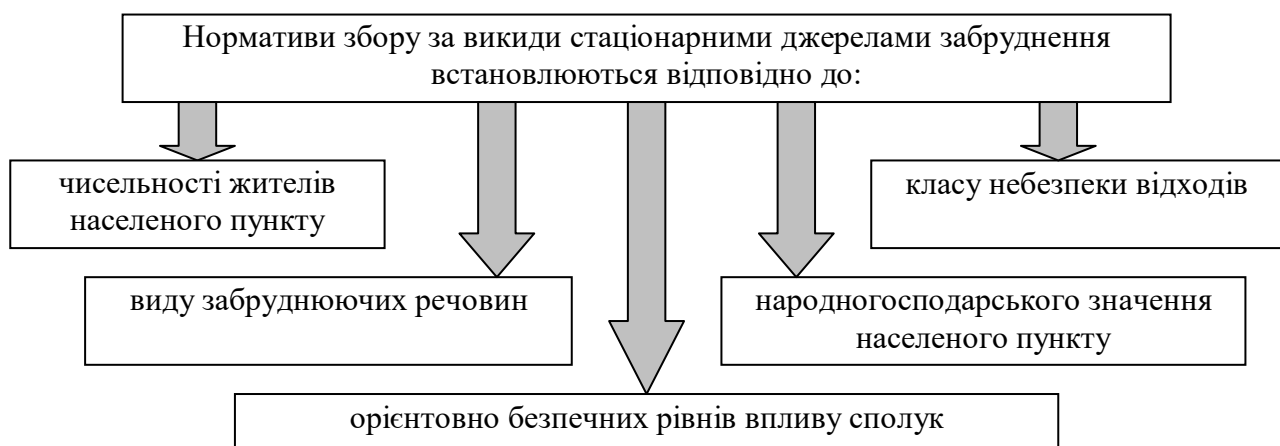 Нормативи збору за викиди стаціонарними джерелами забруднення
встановлюються відповідно до:
чисельності жителів
населеного пункту
класу небезпеки відходів
виду забруднюючих речовин
народногосподарського значення
населеного пункту
орієнтовно безпечних рівнів впливу сполук